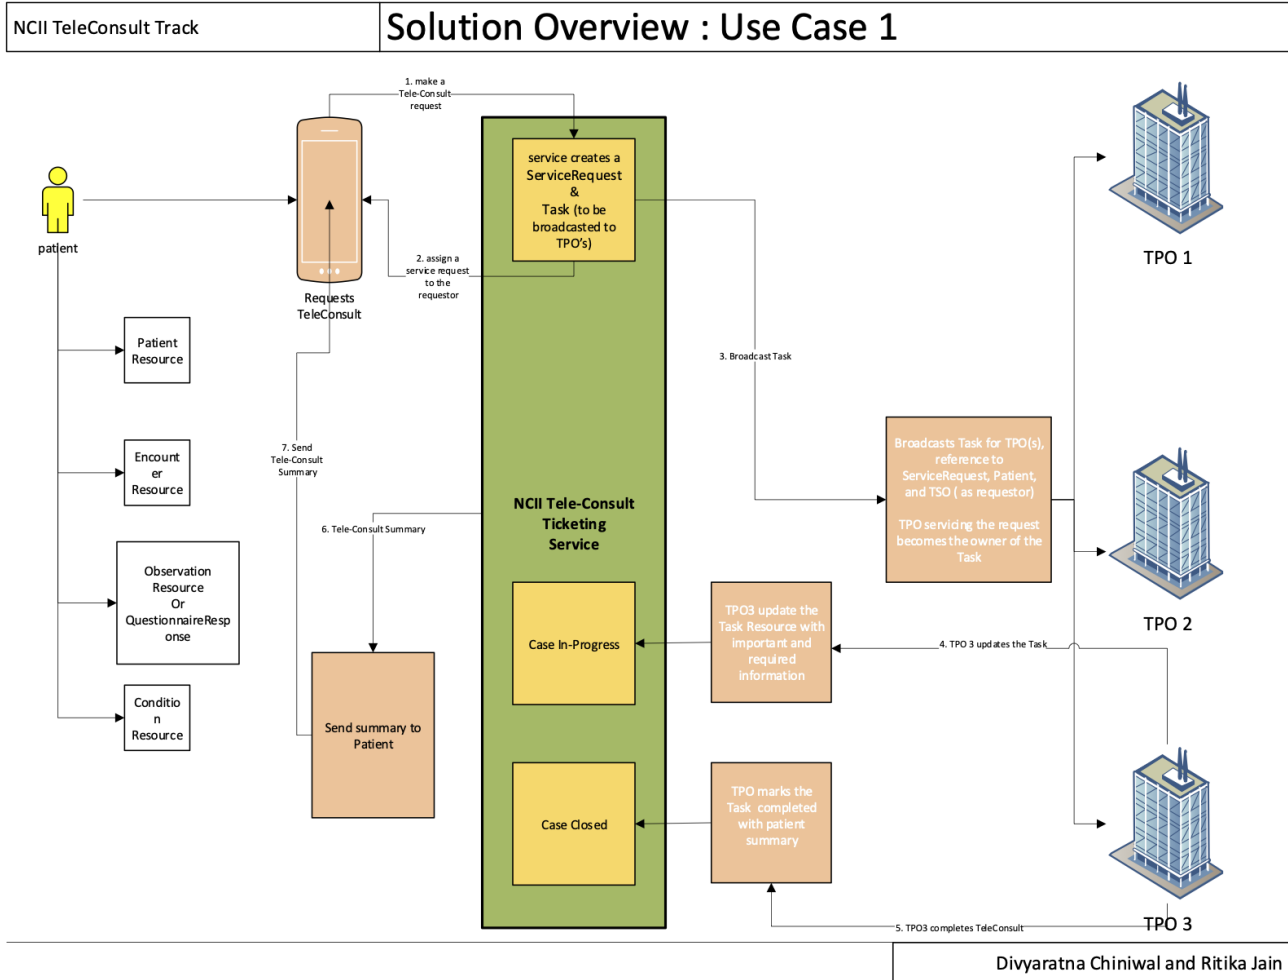 NCII TeleConsult Track
Solution Overview : Use Case 1
1. make a
Tele-Consult
request
service creates a
ServiceRequest
&
Task (to be
broadcasted to
TPO's)
patient
2. assign a
service request
to the
requestor
Requests
TeleConsult
TPO 1
Patient
Resource
3. Broadcast Task
Encount
er
Resource
7. Send
Tele-Consult
Summary
Broadcasts Task for TPO(s),
reference to
ServiceRequest, Patient,
and TSO ( as requestor)
TPO servicing the request
becomes the owner of the
Task
NCII Tele-Consult
Ticketing
Service
6. Tele-Consult Summary
Observation
Resource
Or
QuestionnaireResp
onse
TPO 2
Case In-Progress
TPO3 update the
Task Resource with
important and
required
information
4. TPO 3 updates the Task
Conditio
n
Resource
Send summary to
Patient
Case Closed
TPO marks the
Task  completed
with patient
summary
5. TPO3 completes TeleConsult
TPO 3
Divyaratna Chiniwal and Ritika Jain